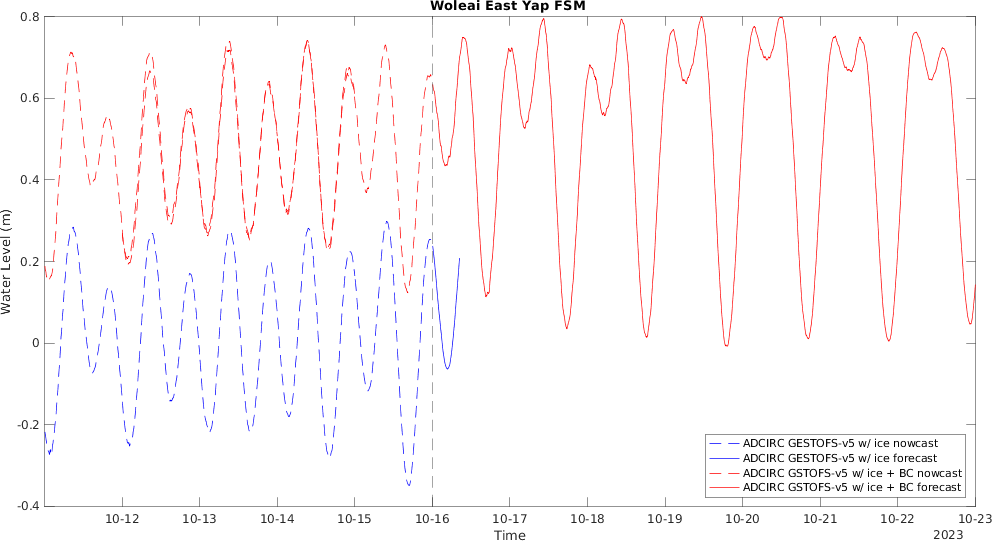 Woleai East Yap FSM
0.8
0.6
0.4
0.2
0
-0.2
-0.4
Water Level (m)
ADCIRC GESTOFS-v5 w/ ice nowcast
ADCIRC GESTOFS-v5 w/ ice forecast
ADCIRC GSTOFS-v5 w/ ice + BC nowcast
ADCIRC GSTOFS-v5 w/ ice + BC forecast
10-12 10-13 10-14 10-15 10-16 10-17 10-18 10-19 10-20 10-21 10-22 10-23
Time
2023